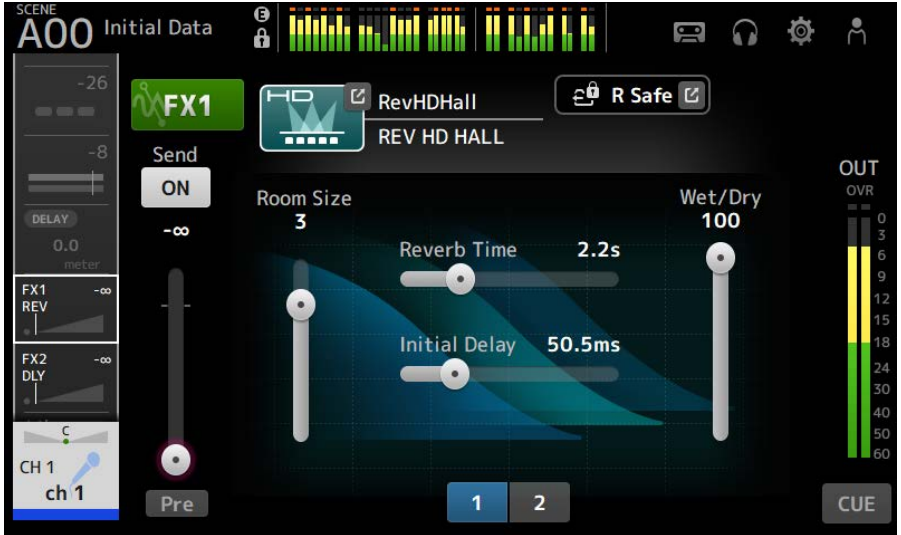 SCENE
A00 Initial Data
E
-26
-8
DELAY
0.0
meter
FX1 -∞
REV
FX2 -∞
DLY
C
CH 1
ch 1
FX1
Send
ON
-∞
Pre
HD
RevHDHall
REV HD HALL
R Safe
Room Size
3
Reverb Time 2.2s
Initial Delay 50.5ms
Wet/Dry
100
1 2
OUT
OVR
0
3
6
9
12
15
18
24
30
40
50
60
CUE